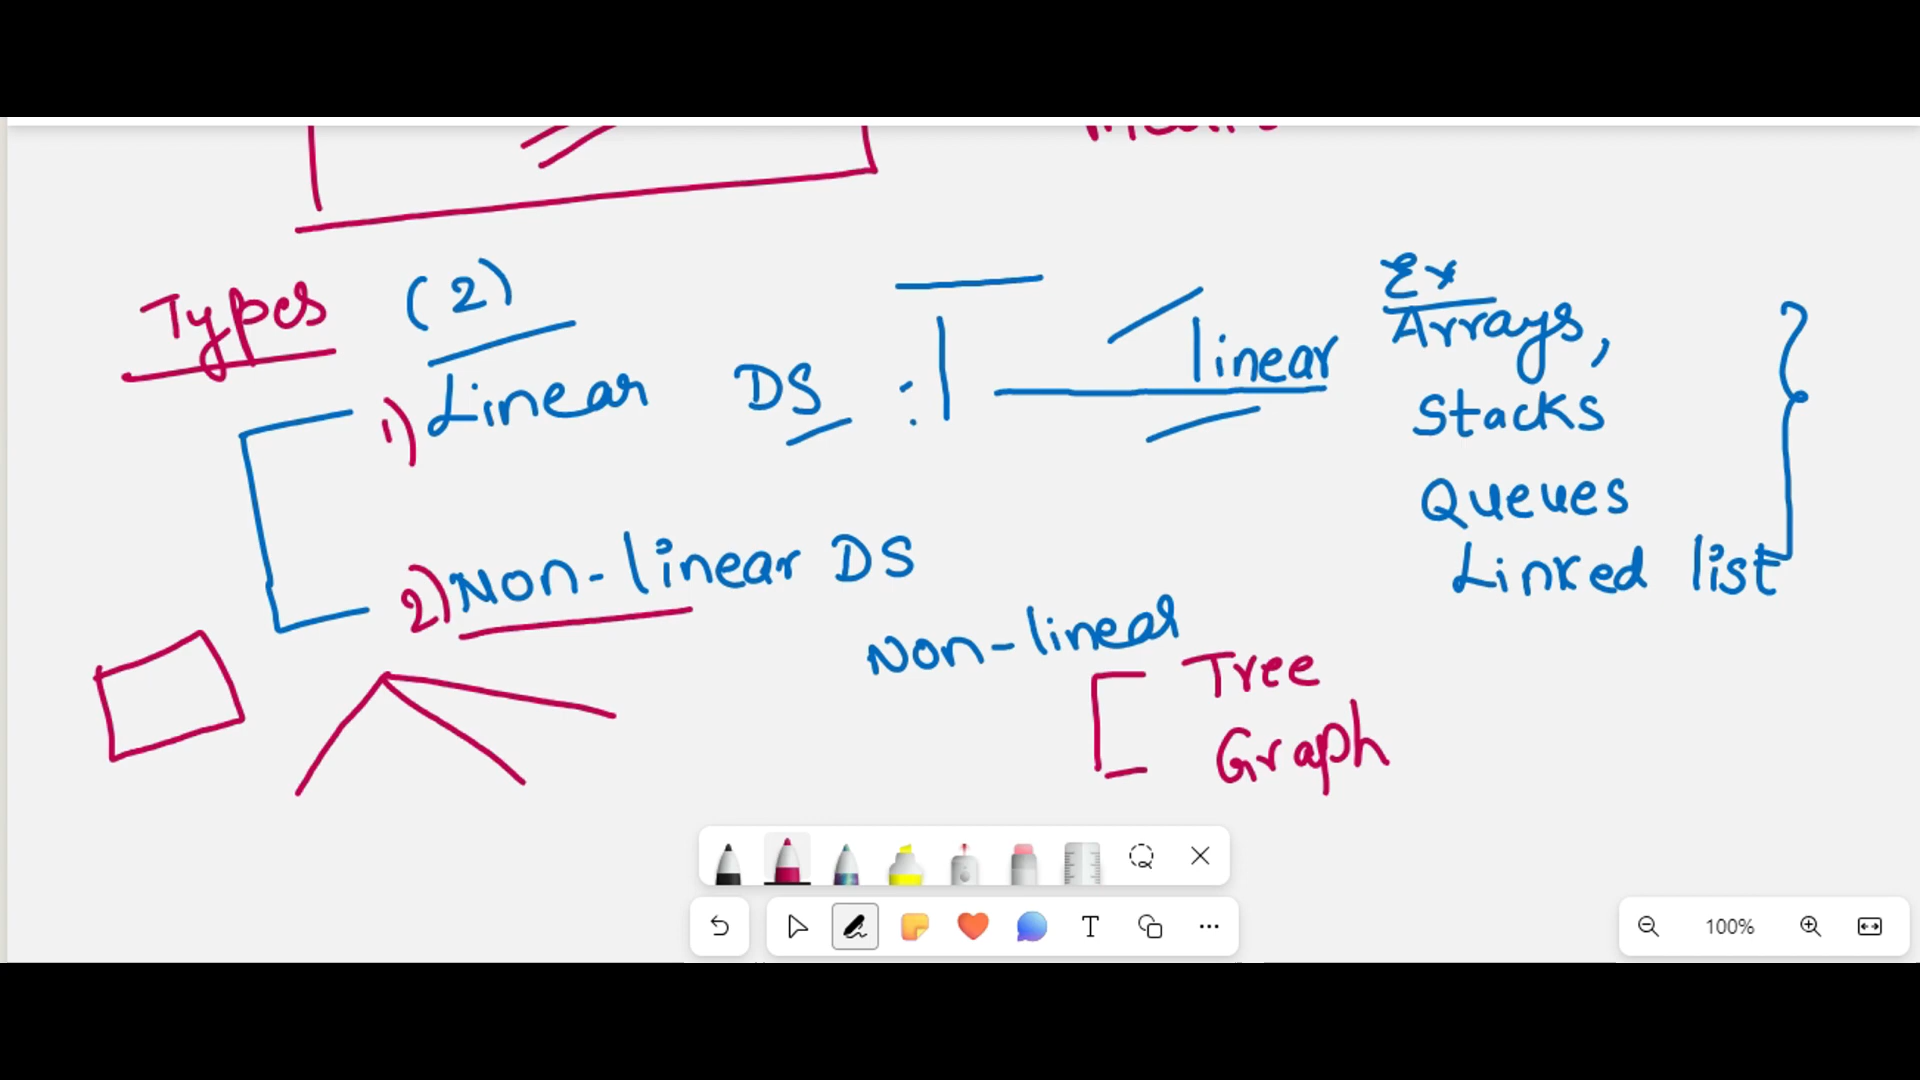 Types (2)
1) Linear DS :
linear
Ex
Arrays,
Stacks
Queues
Linked list
2) Non-linear DS
Non-linear
Tree
Graph
T
100%